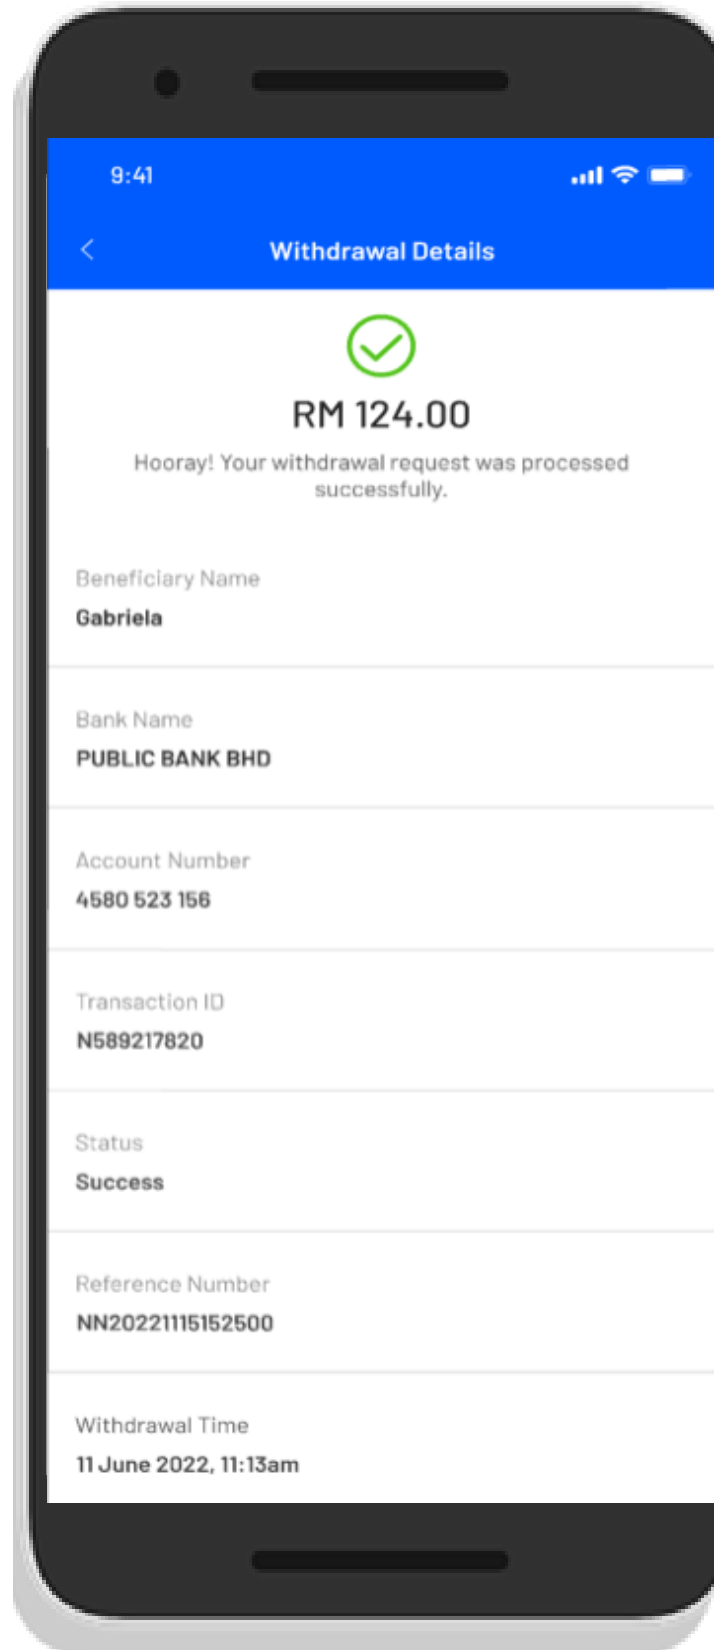 9:41
Withdrawal Details
RM 124.00
Hooray! Your withdrawal request was processed
successfully.
Beneficiary Name
Gabriela
Bank Name
PUBLIC BANK BHD
Account Number
4580 523 156
Transaction ID
N589217820
Status
Success
Reference Number
NN20221115152500
Withdrawal Time
11 June 2022, 11:13am